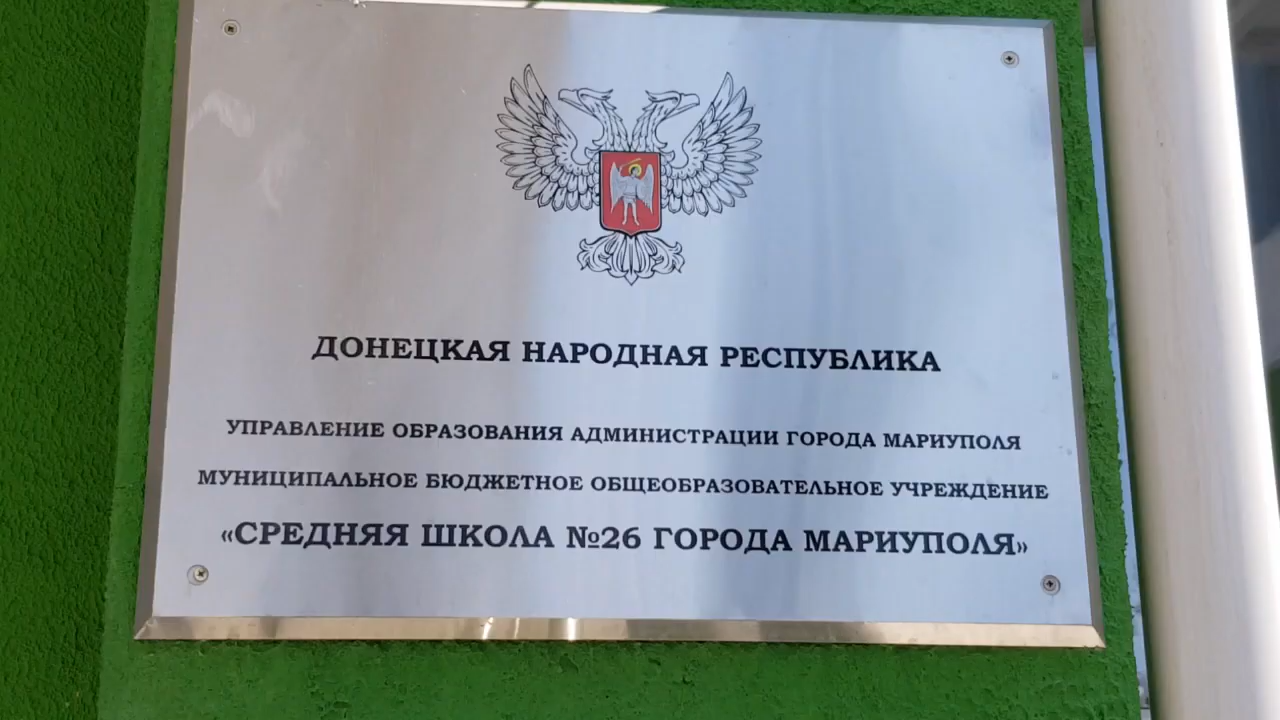 ДОНЕЦКАЯ НАРОДНАЯ РЕСПУБЛИКА
УПРАВЛЕНИЕ ОБРАЗОВАНИЯ АДМИНИСТРАЦИИ ГОРОДА МАРИУПОЛЯ
МУНИЦИПАЛЬНОЕ БЮДЖЕТНОЕ ОБЩЕОБРАЗОВАТЕЛЬНОЕ УЧРЕЖДЕНИЕ
«СРЕДНЯЯ ШКОЛА №26 ГОРОДА МАРИУПОЛЯ»